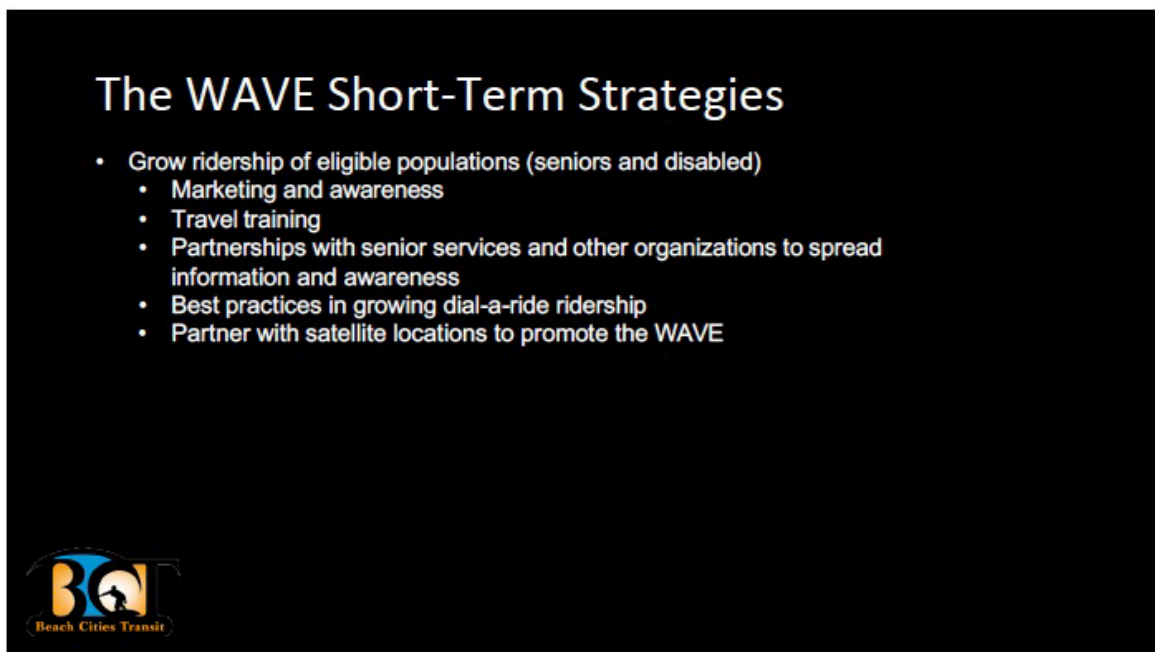 The WAVE Short-Term Strategies
• Grow ridership of eligible populations (seniors and disabled)
• Marketing and awareness
• Travel training
• Partnerships with senior services and other organizations to spread
information and awareness
• Best practices in growing dial-a-ride ridership
• Partner with satellite locations to promote the WAVE
BCT
Beach Cities Transit